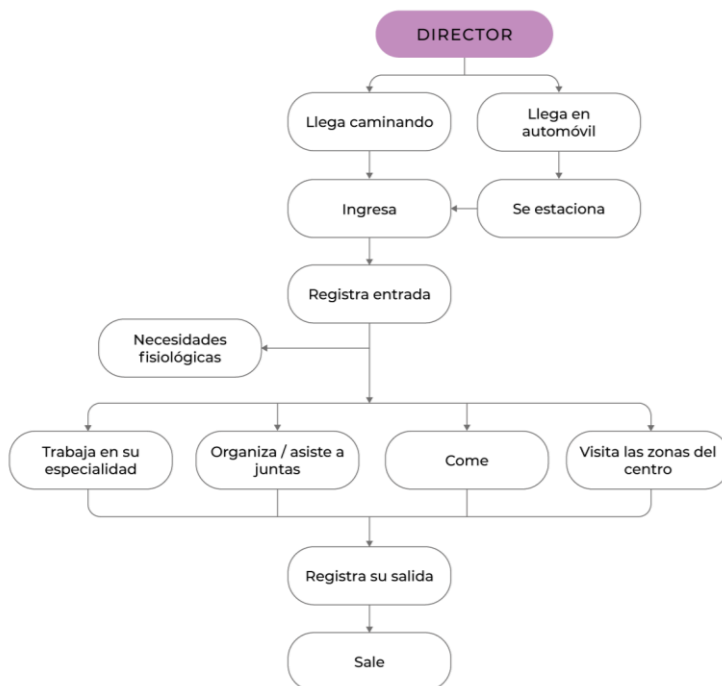 DIRECTOR
Llega caminando
Llega en
automóvil
Ingresa
Se estaciona
Registra entrada
Necesidades
fisiológicas
Trabaja en su
especialidad
Organiza / asiste a
juntas
Come
Visita las zonas del
centro
Registra su salida
Sale